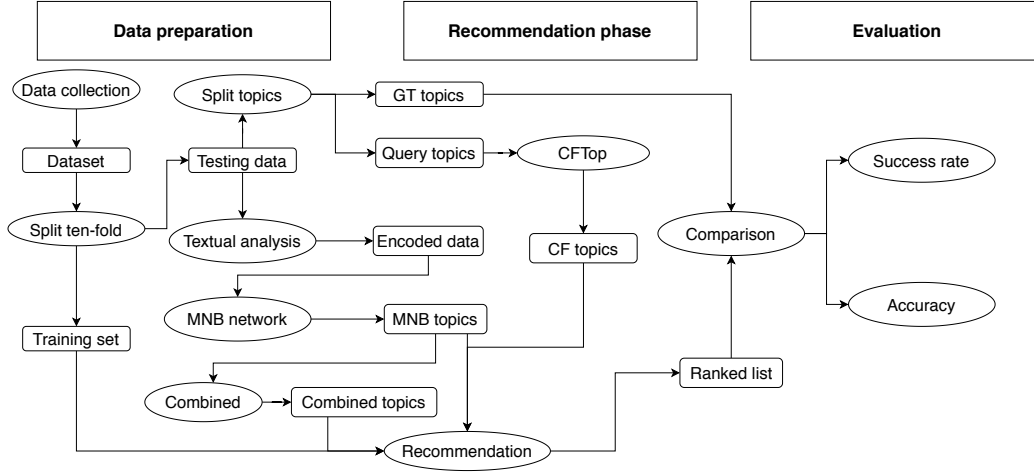 Data preparation
Recommendation phase
Evaluation
Data collection
Split topics
GT topics
Dataset
Testing data
Query topics
CFTop
Success rate
Split ten-fold
Textual analysis
Encoded data
CF topics
Comparison
MNB network
MNB topics
Accuracy
Training set
Ranked list
Combined
Combined topics
Recommendation